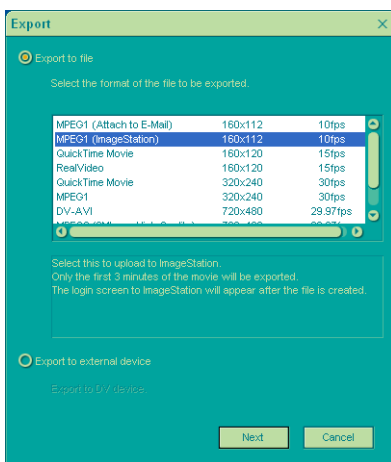 Export
Export to file
Select the format of the file to be exported.
MPEG1 (Attach to E-Mail) 160x112 10fps
MPEG1 (ImageStation) 160x112 10fps
QuickTime Movie 160x120 15fps
RealVideo 160x120 15fps
QuickTime Movie 320x240 30fps
MPEG1 320x240 30fps
DV-AVI 720x480 29.97fps
Select this to upload to ImageStation.
Only the first 3 minutes of the movie will be exported.
The login screen to ImageStation will appear after the file is created.
Export to external device
Export to DV device.
Next Cancel